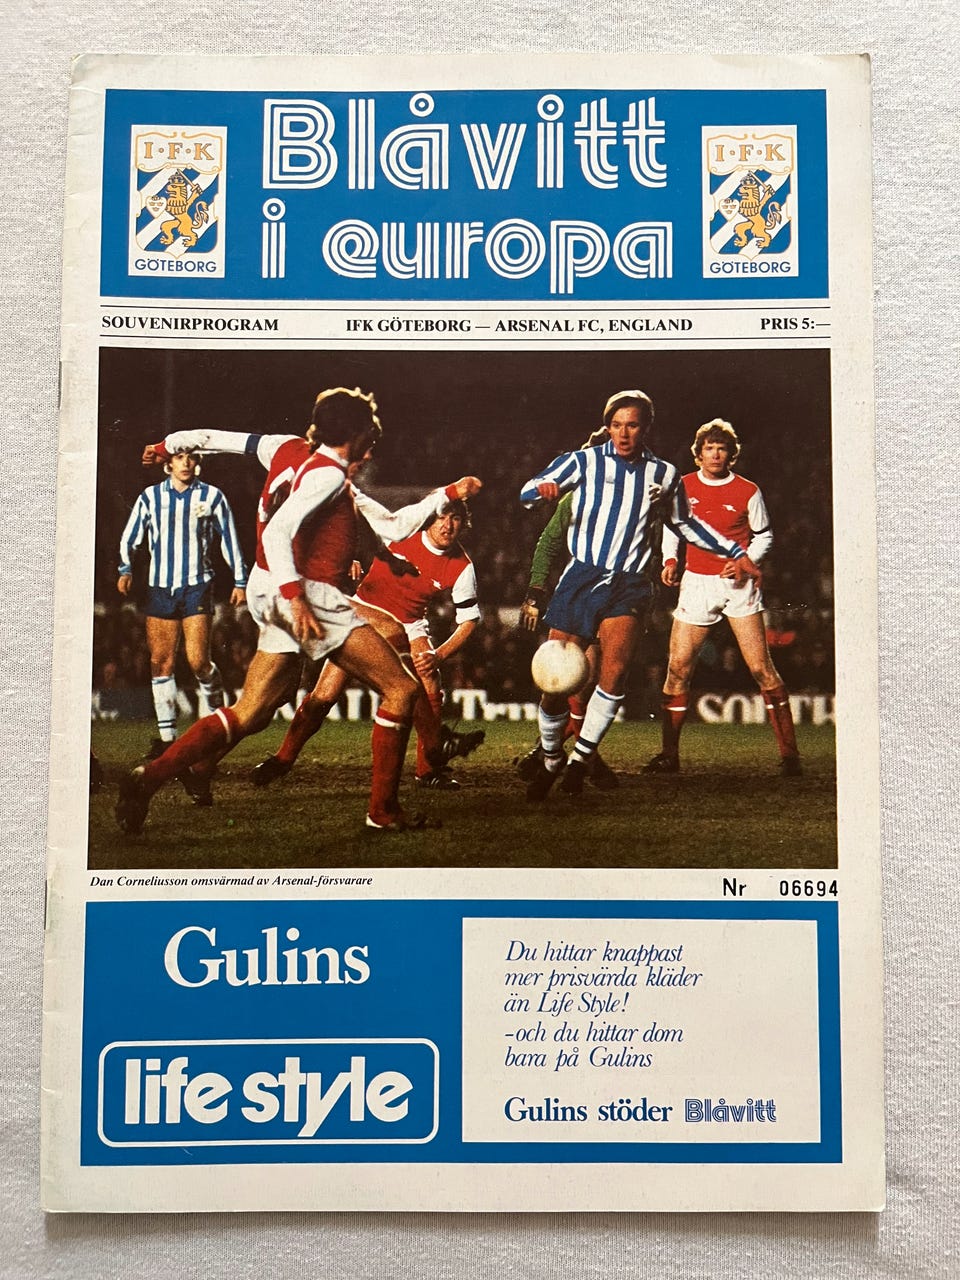 Blåvitt
i europa
I·F·K
GÖTEBORG
I·F·K
GÖTEBORG
SOUVENIRPROGRAM IFK GÖTEBORG — ARSENAL FC, ENGLAND PRIS 5:—
SOUTH
Dan Corneliusson omsvärmad av Arsenal-försvarare
Nr 06694
Gulins
life style
Du hittar knappast
mer prisvärda kläder
än Life Style!
-och du hittar dom
bara på Gulins
Gulins stöder Blåvitt